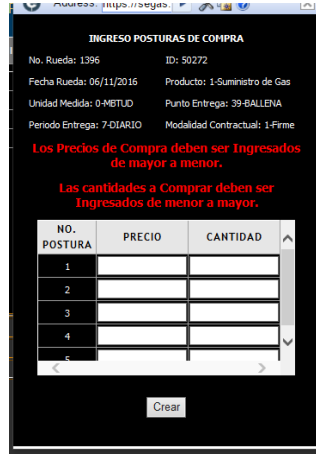 Address: https://segas.
INGRESO POSTURAS DE COMPRA
No. Rueda: 1396 ID: 50272
Fecha Rueda: 06/11/2016 Producto: 1-Suministro de Gas
Unidad Medida: 0-MBTUD Punto Entrega: 39-BALLENA
Periodo Entrega: 7-DIARIO Modalidad Contractual: 1-Firme
Los Precios de Compra deben ser Ingresados
de mayor a menor.
Las cantidades a Comprar deben ser
Ingresados de menor a mayor.
NO.
POSTURA PRECIO CANTIDAD
1
2
3
4
5
Crear